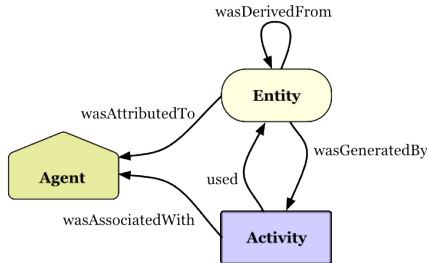 wasDerivedFrom
Entity
wasAttributedTo
wasGeneratedBy
used
Agent
wasAssociatedWith
Activity